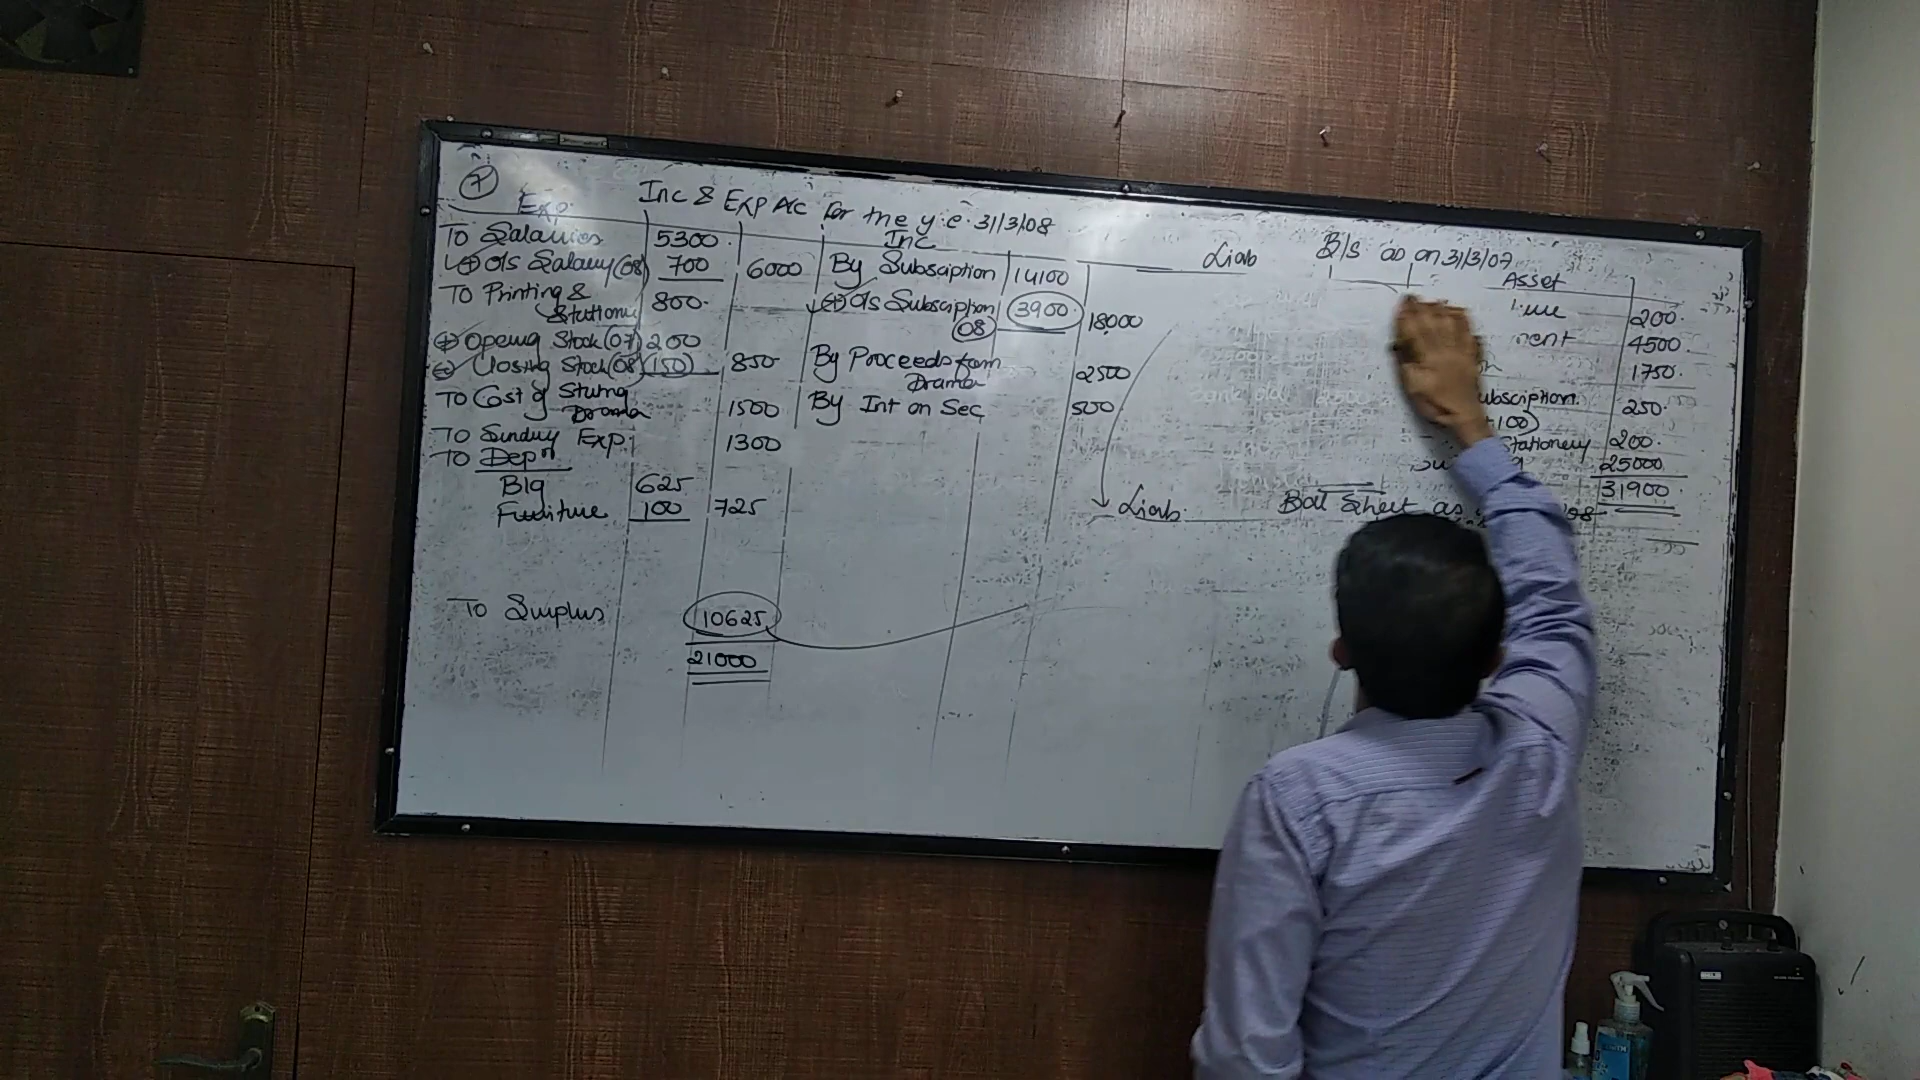 7
Inc & Exp A/c for the y.e. 31/3/08
Exp. Inc
To Salaries 5300
(+) O/s Salary (08) 700 6000
To Printing &
Stationery 800
(+) Opening Stock (07) 200
(-) Closing Stock (08) (150) 850
To Cost of
Drama 1500
To Sundry Exp. 1300
To Depn
Blg 625
Furniture 100 725
To Surplus 10625
21000
By Subsciption 14100
(+) O/s Subsciption 3900 18000
08
By Proceeds from
Drama 2500
By Int on Sec 500
B/S as on 31/3/07
Liab Asset
200
4500
1750
ubsciption 250
Stationery 200
25000
31900
Liab. Bal Sheet as